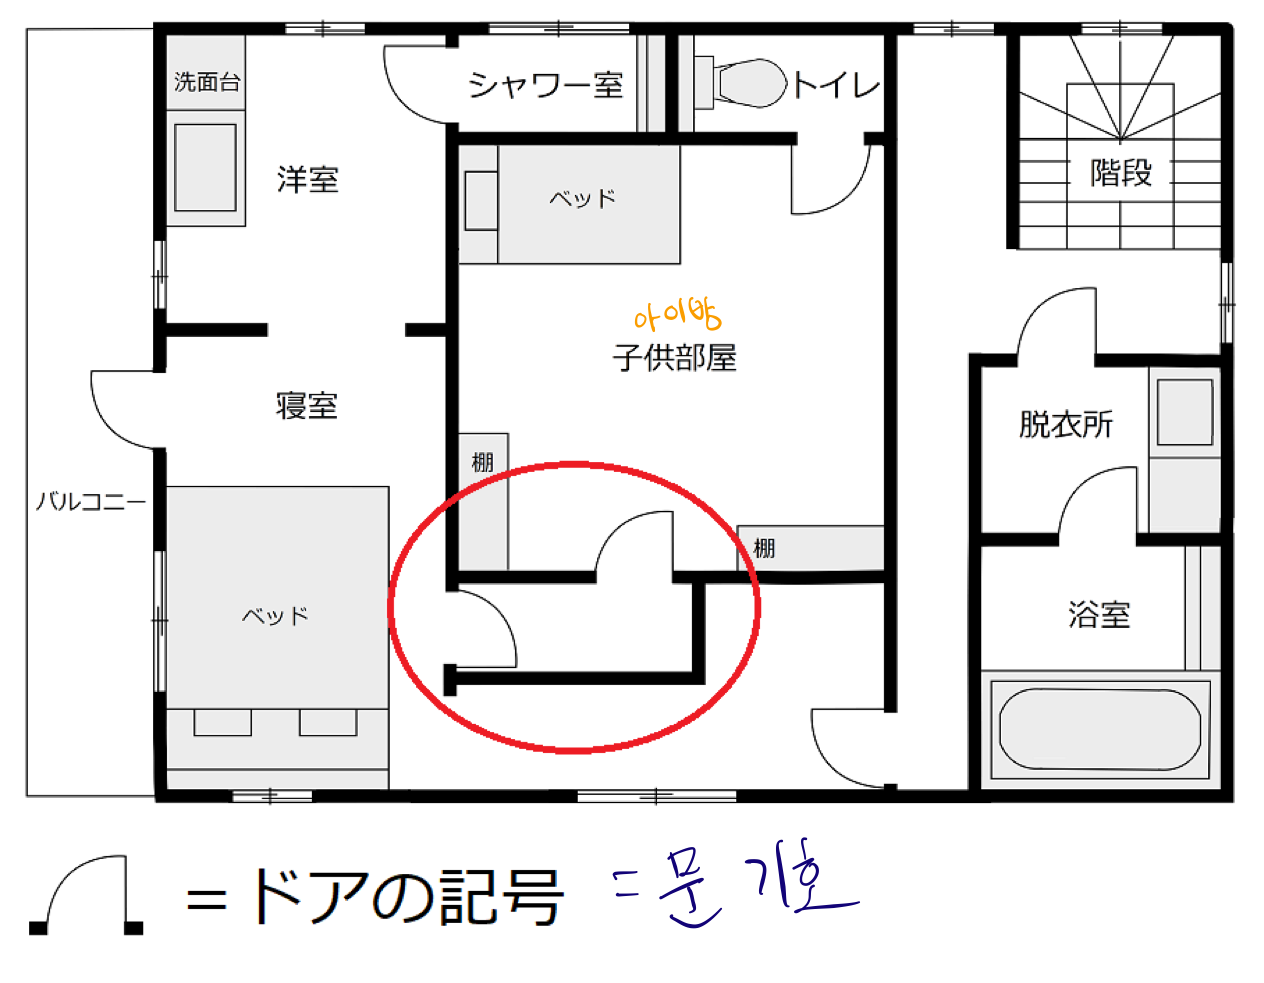 洗面台
シャワー室
トイレ
洋室
ベッド
階段
아이방
子供部屋
寝室
脱衣所
棚
バルコニー
棚
ベッド
浴室
=ドアの記号 = 문 기호